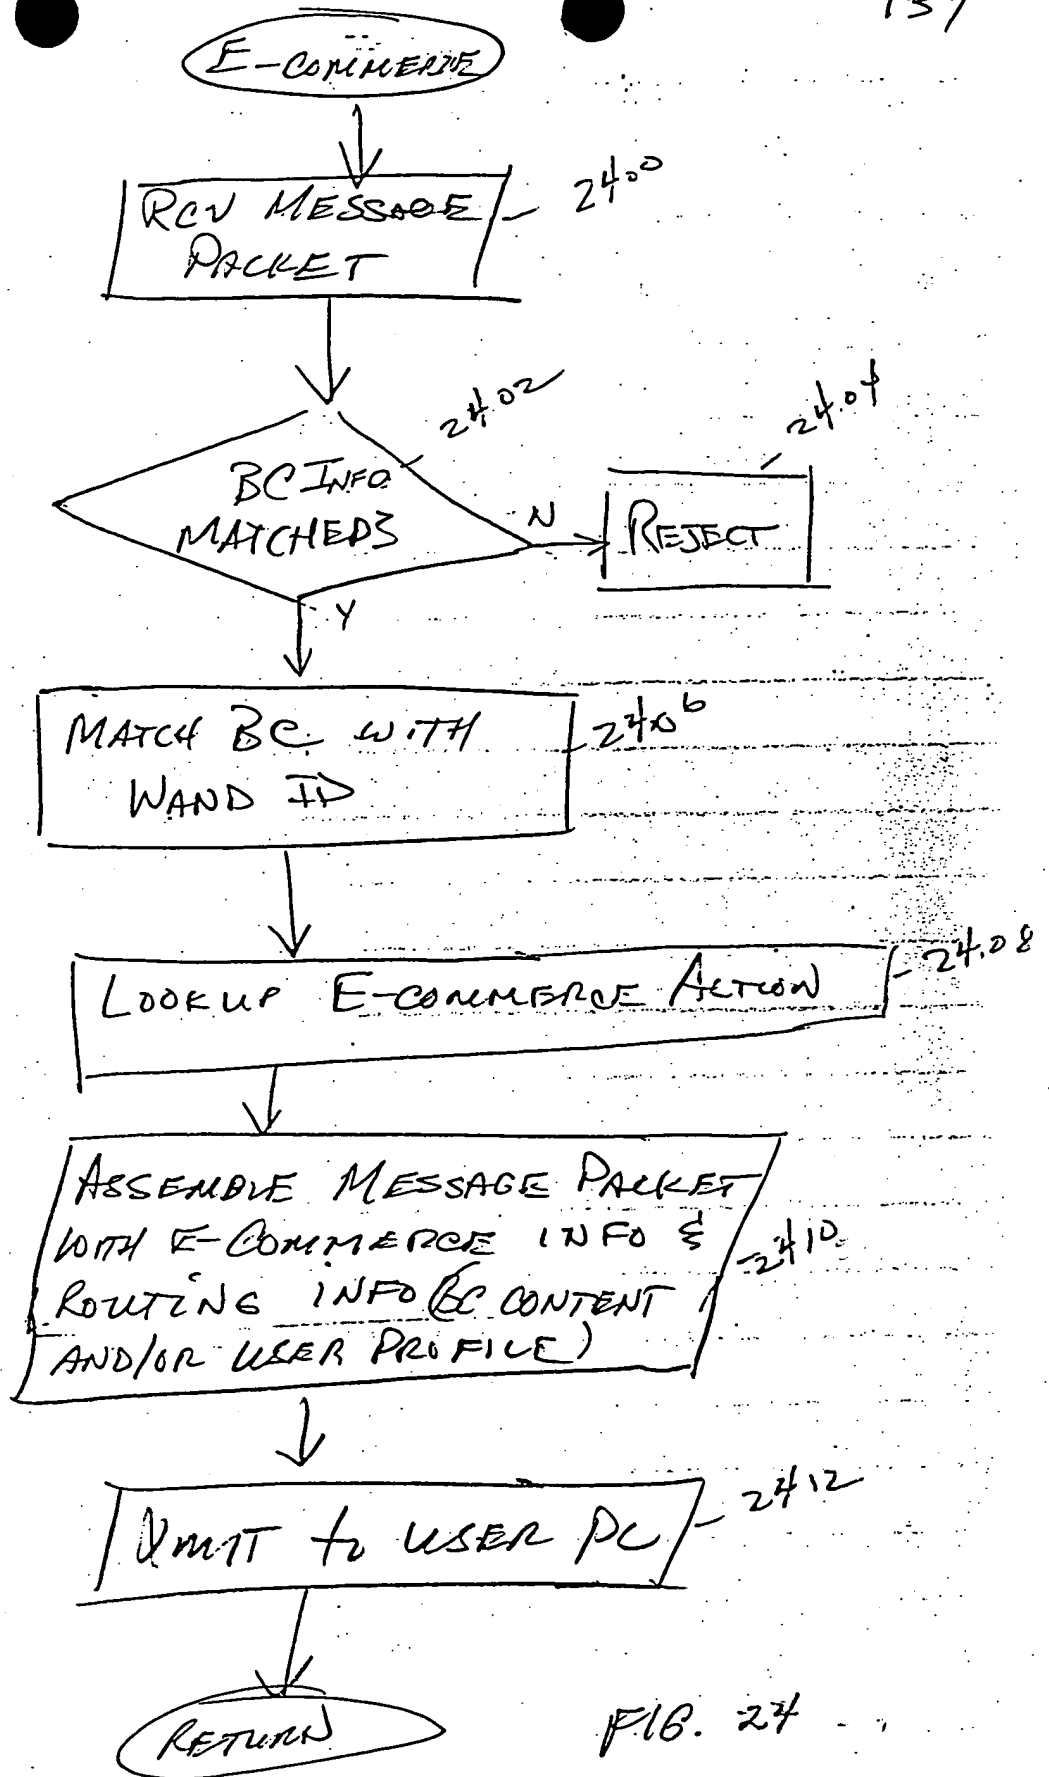 137
E-COMMERCE
RCV MESSAGE
PACKET
2400
2402
2404
BC INFO
MATCHED?
N
REJECT
Y
MATCH BC WITH
WAND ID
2406
LOOKUP E-COMMERCE ACTION
2408
ASSEMBLE MESSAGE PACKET
WITH E-COMMERCE INFO &
ROUTING INFO (BC CONTENT
AND/OR USER PROFILE)
2410
XMIT to USER PC
2412
RETURN
FIG. 24